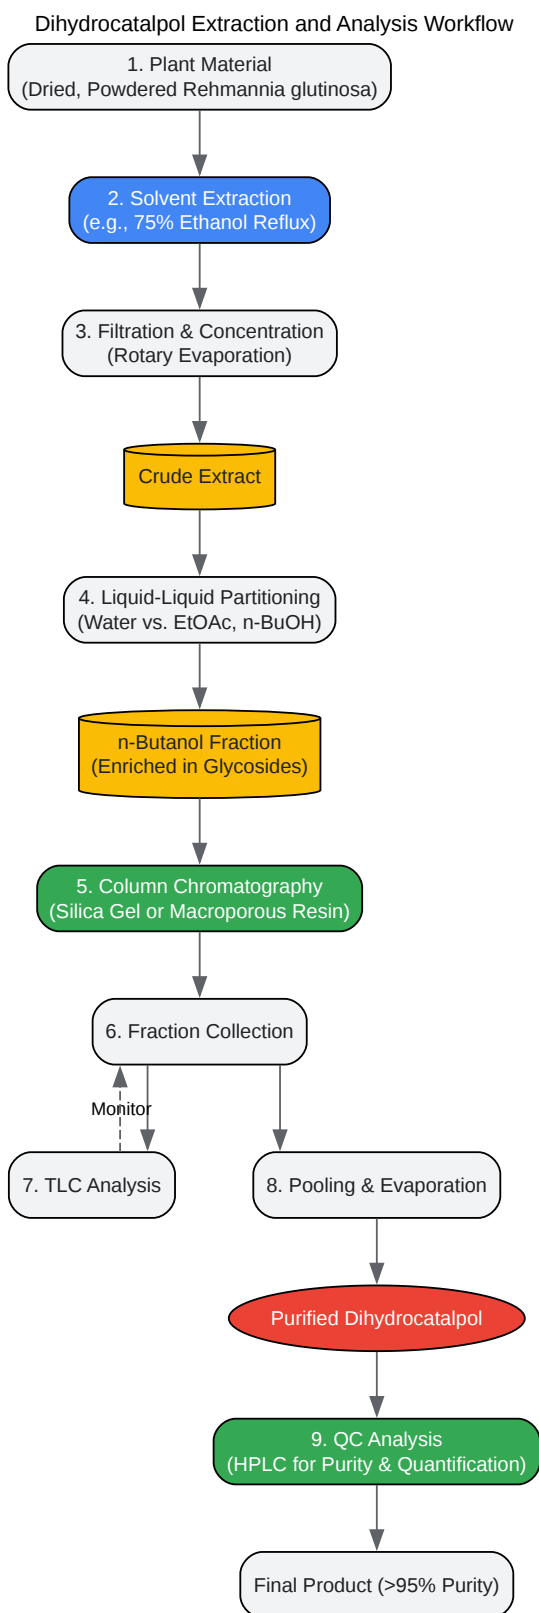 Dihydrocatalpol Extraction and Analysis Workflow
1. Plant Material
(Dried, Powdered Rehmannia glutinosa)
2. Solvent Extraction
(e.g., 75% Ethanol Reflux)
3. Filtration & Concentration
(Rotary Evaporation)
Crude Extract
4. Liquid-Liquid Partitioning
(Water vs. EtOAc, n-BuOH)
n-Butanol Fraction
(Enriched in Glycosides)
5. Column Chromatography
(Silica Gel or Macroporous Resin)
6. Fraction Collection
Monitor
7. TLC Analysis
8. Pooling & Evaporation
Purified Dihydrocatalpol
9. QC Analysis
(HPLC for Purity & Quantification)
Final Product (>95% Purity)